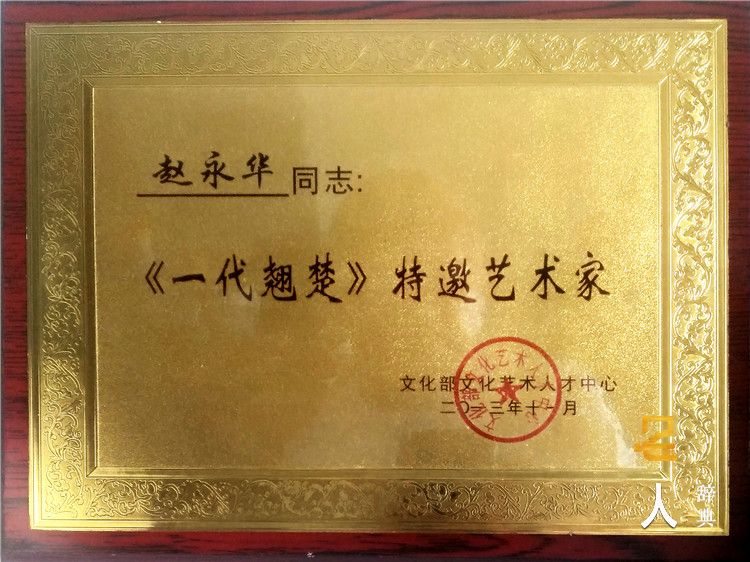 赵永华同志:
《一代翘楚》特邀艺术家
文化部文化艺术人才中心
二〇一三年十一月
名人辞典